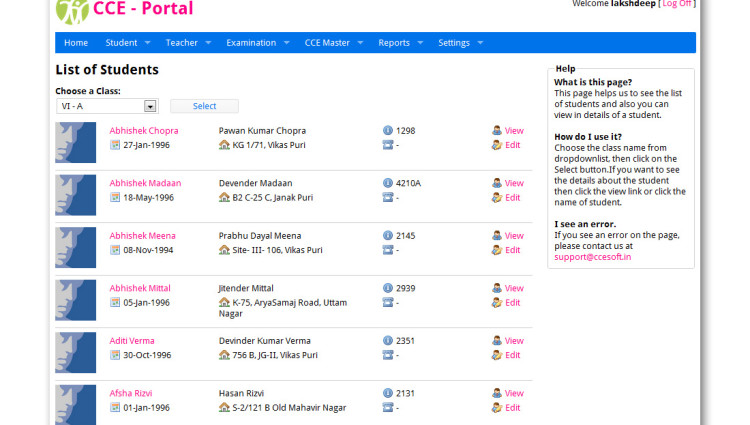 CCE - Portal
Welcome lakshdeep [ Log Off ]
Home Student Teacher Examination CCE Master Reports Settings
List of Students
Choose a Class:
VI - A Select
Abhishek Chopra Pawan Kumar Chopra 1298 View
27-Jan-1996 KG 1/71, Vikas Puri - Edit
Abhishek Madaan Devender Madaan 4210A View
18-May-1996 B2 C-25 C, Janak Puri - Edit
Abhishek Meena Prabhu Dayal Meena 2145 View
08-Nov-1994 Site- III- 106, Vikas Puri - Edit
Abhishek Mittal Jitender Mittal 2939 View
05-Jan-1996 K-75, AryaSamaj Road, Uttam - Edit
Nagar
Aditi Verma Devinder Kumar Verma 2351 View
30-Oct-1996 756 B, JG-II, Vikas Puri - Edit
Afsha Rizvi Hasan Rizvi 2131 View
01-Jan-1996 S-2/121 B Old Mahavir Nagar - Edit
Help
What is this page?
This page helps us to see the list
of students and also you can
view in details of a student.
How do I use it?
Choose the class name from
dropdownlist, then click on the
Select button.If you want to see
the details about the student
then click the view link or click the
name of student.
I see an error.
If you see an error on the page,
please contact us at
support@ccesoft.in